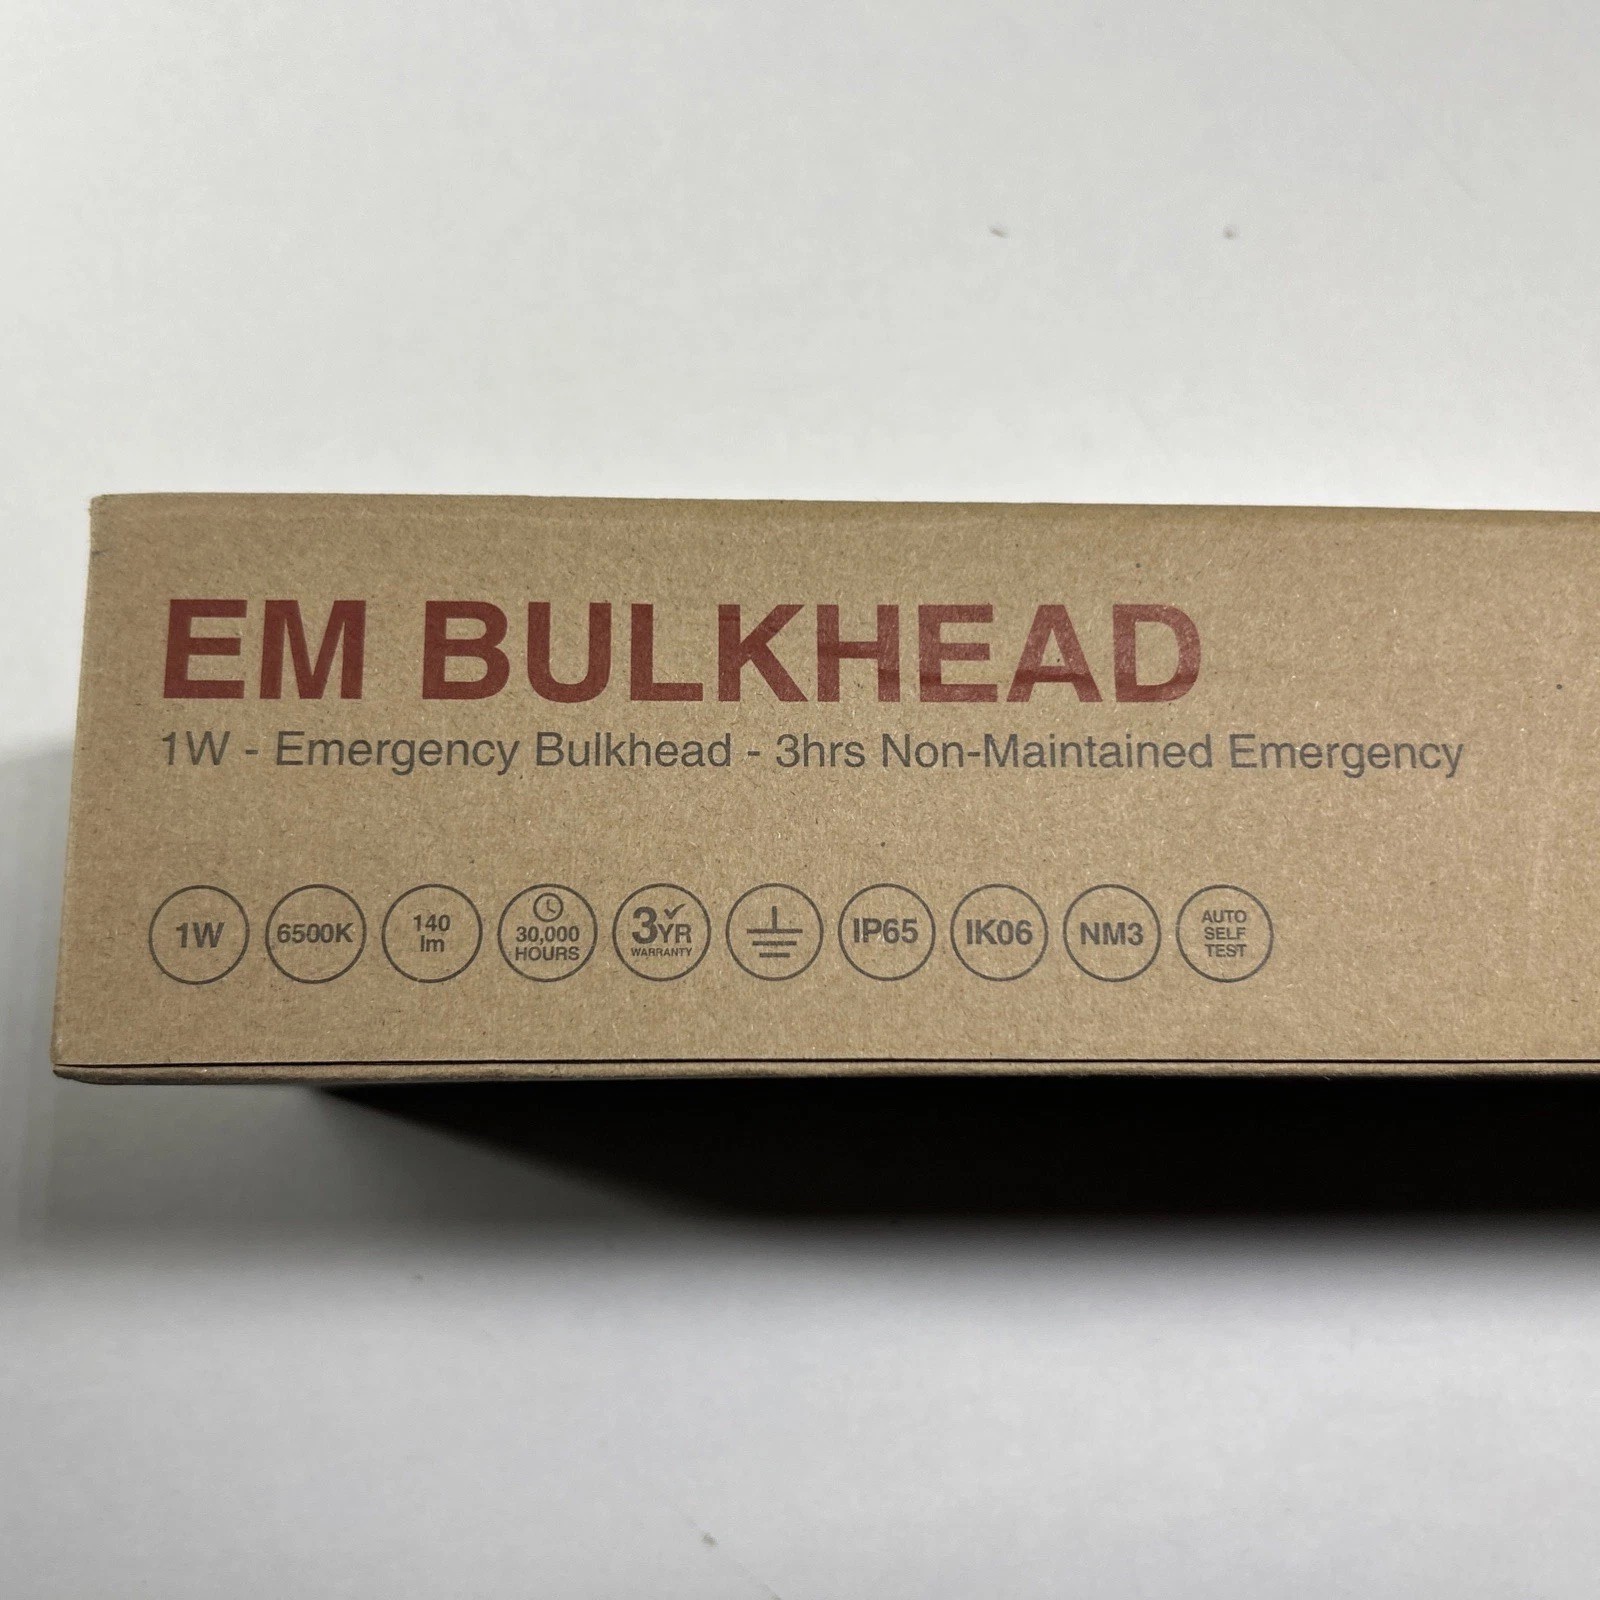 EM BULKHEAD
1W - Emergency Bulkhead - 3hrs Non-Maintained Emergency
1W
6500K
140
lm
30,000
HOURS
3YR
WARRANTY
IP65
IK06
NM3
AUTO
SELF
TEST